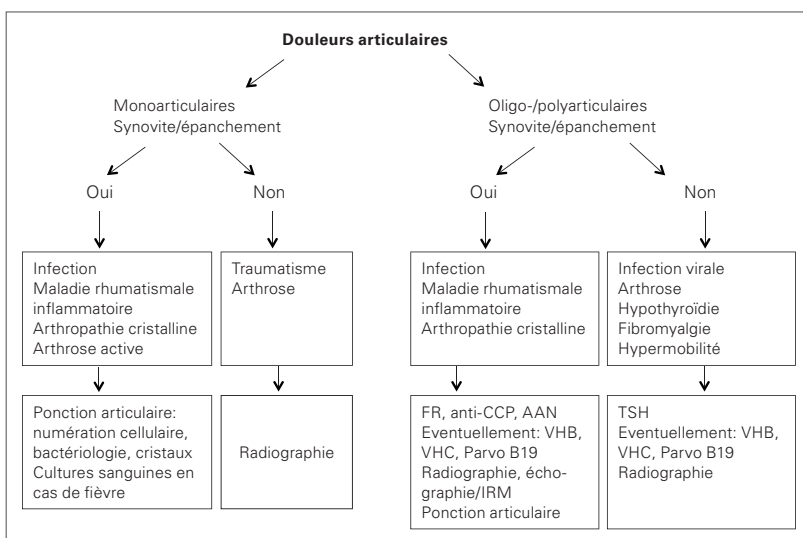 Douleurs articulaires
Monoarticulaires
Synovite/épanchement
Oligo-/polyarticulaires
Synovite/épanchement
Oui
Non
Oui
Non
Infection
Maladie rhumatismale
inflammatoire
Arthropathie cristalline
Arthrose active
Traumatisme
Arthrose
Infection
Maladie rhumatismale
inflammatoire
Arthropathie cristalline
Infection virale
Arthrose
Hypothyroïdie
Fibromyalgie
Hypermobilité
Ponction articulaire:
numération cellulaire,
bactériologie, cristaux
Cultures sanguines en
cas de fièvre
Radiographie
FR, anti-CCP, AAN
Eventuellement: VHB,
VHC, Parvo B19
Radiographie, écho-
graphie/IRM
Ponction articulaire
TSH
Eventuellement: VHB,
VHC, Parvo B19
Radiographie